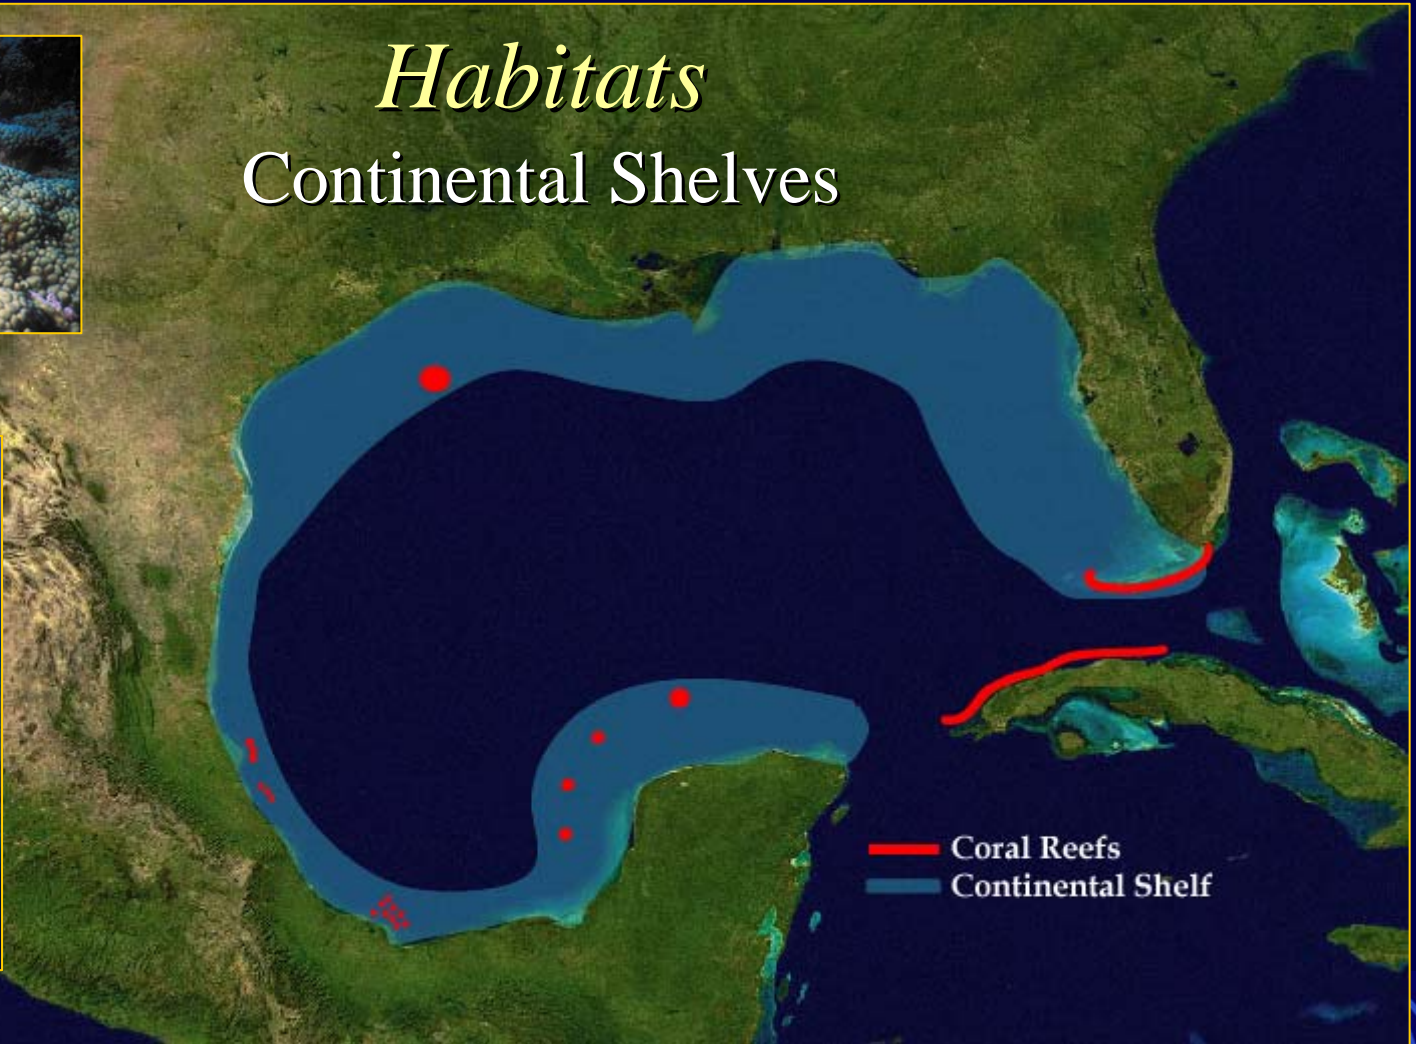 Habitats
Continental Shelves
Coral Reefs
Continental Shelf